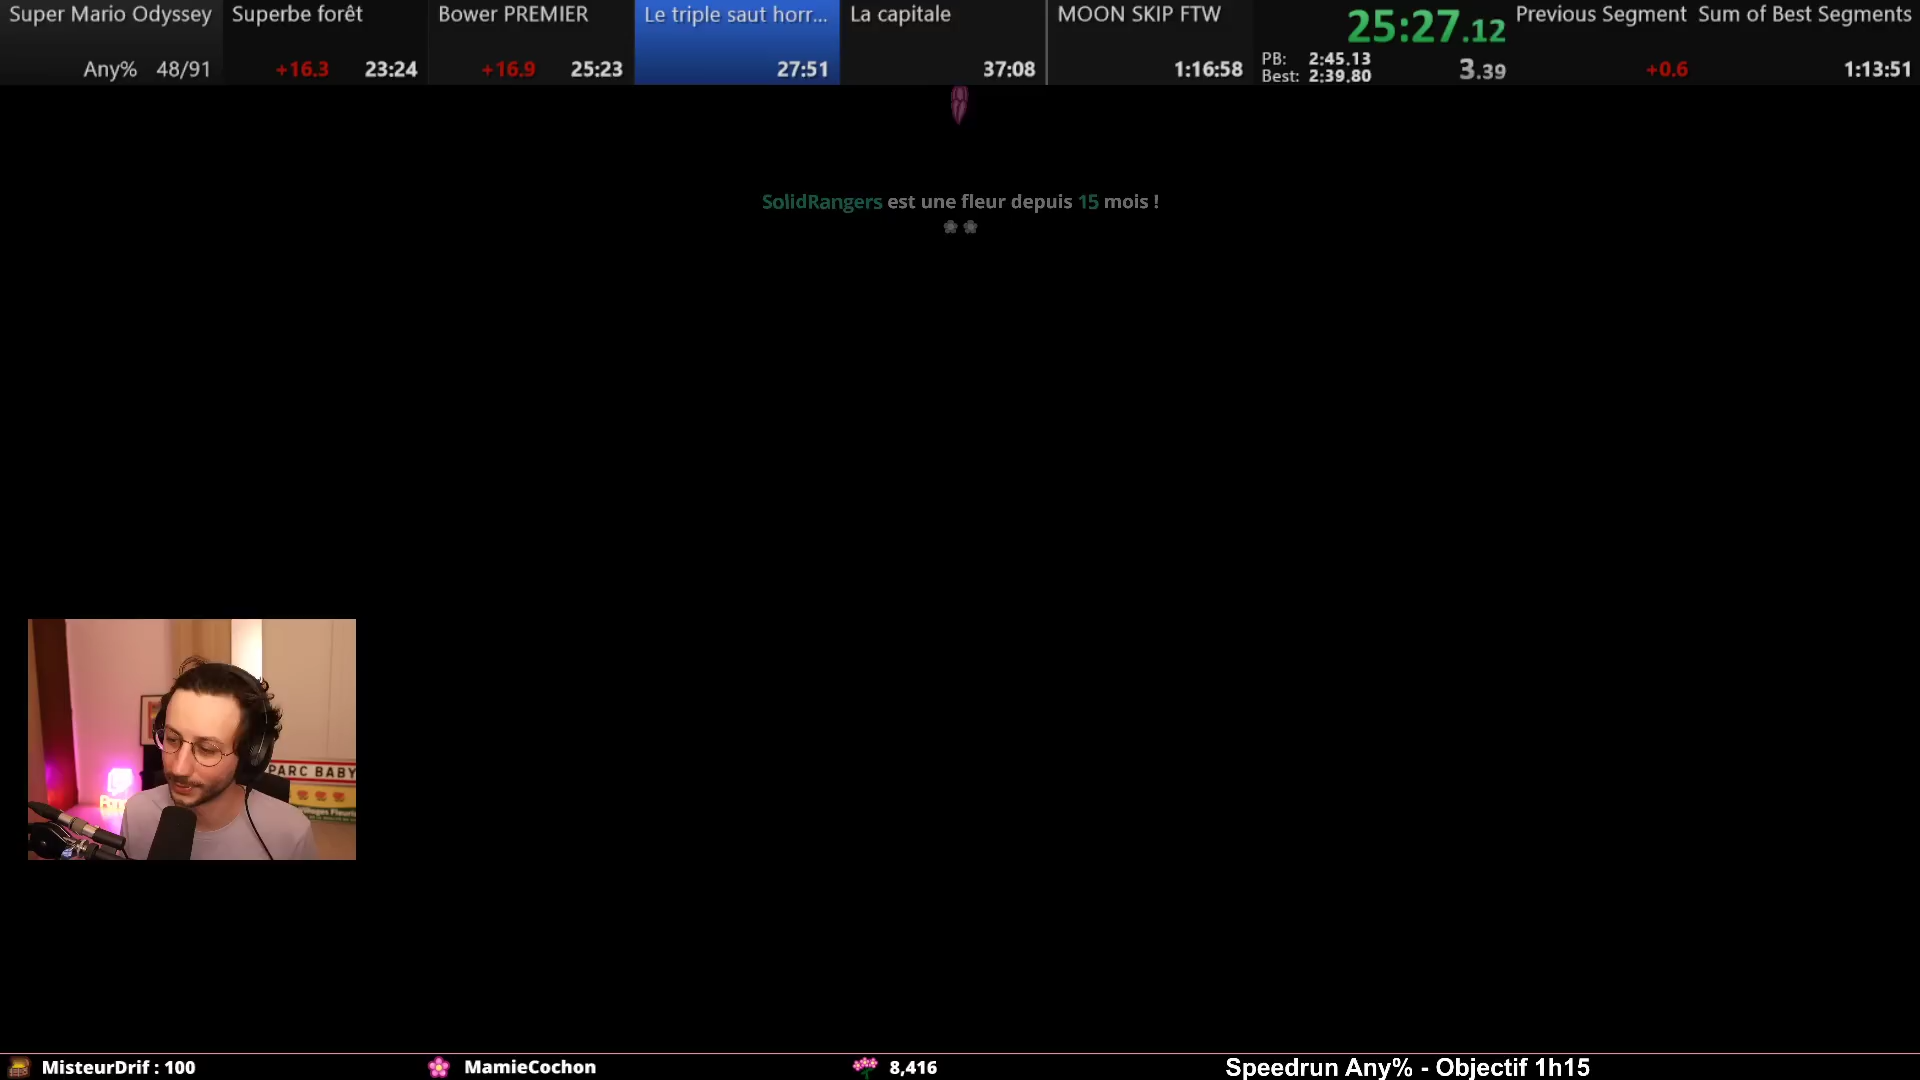 Super Mario Odyssey
Any% 48/91
Superbe forêt
+16.3 23:24
Bower PREMIER
+16.9 25:23
Le triple saut horr...
27:51
La capitale
37:08
MOON SKIP FTW
1:16:58
25:27.12
PB: 2:45.13
Best: 2:39.80
3.39
Previous Segment
+0.6
Sum of Best Segments
1:13:51
SolidRangers est une fleur depuis 15 mois !
PARC BABY
Villages Fleuris
MisteurDrif : 100
MamieCochon
8,416
Speedrun Any% - Objectif 1h15